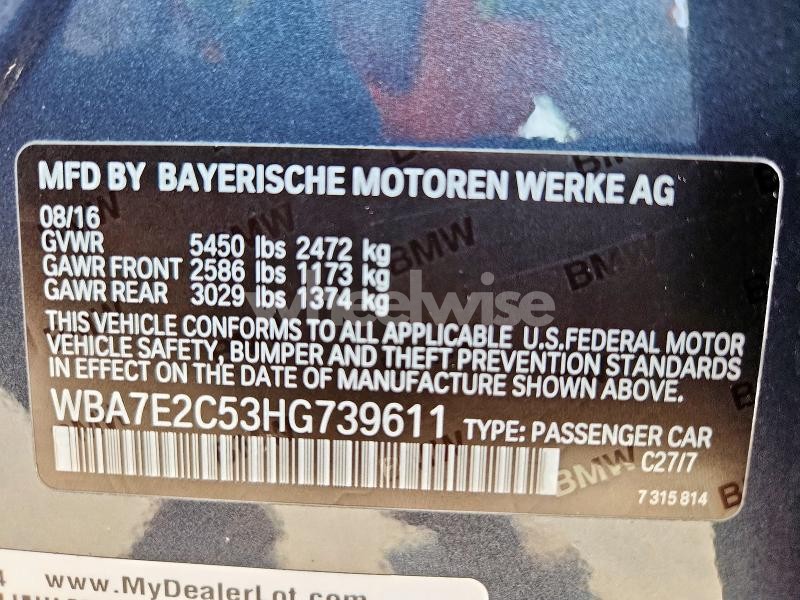 MFD BY BAYERISCHE MOTOREN WERKE AG
08/16
GVWR 5450 lbs 2472 kg
GAWR FRONT 2586 lbs 1173 kg
GAWR REAR 3029 lbs 1374 kg
wheelwise
THIS VEHICLE CONFORMS TO ALL APPLICABLE U.S.FEDERAL MOTOR
VEHICLE SAFETY, BUMPER AND THEFT PREVENTION STANDARDS
IN EFFECT ON THE DATE OF MANUFACTURE SHOWN ABOVE.
WBA7E2C53HG739611 TYPE: PASSENGER CAR
C27/7
BMW
7 315 814
www.MyDealerLot.com